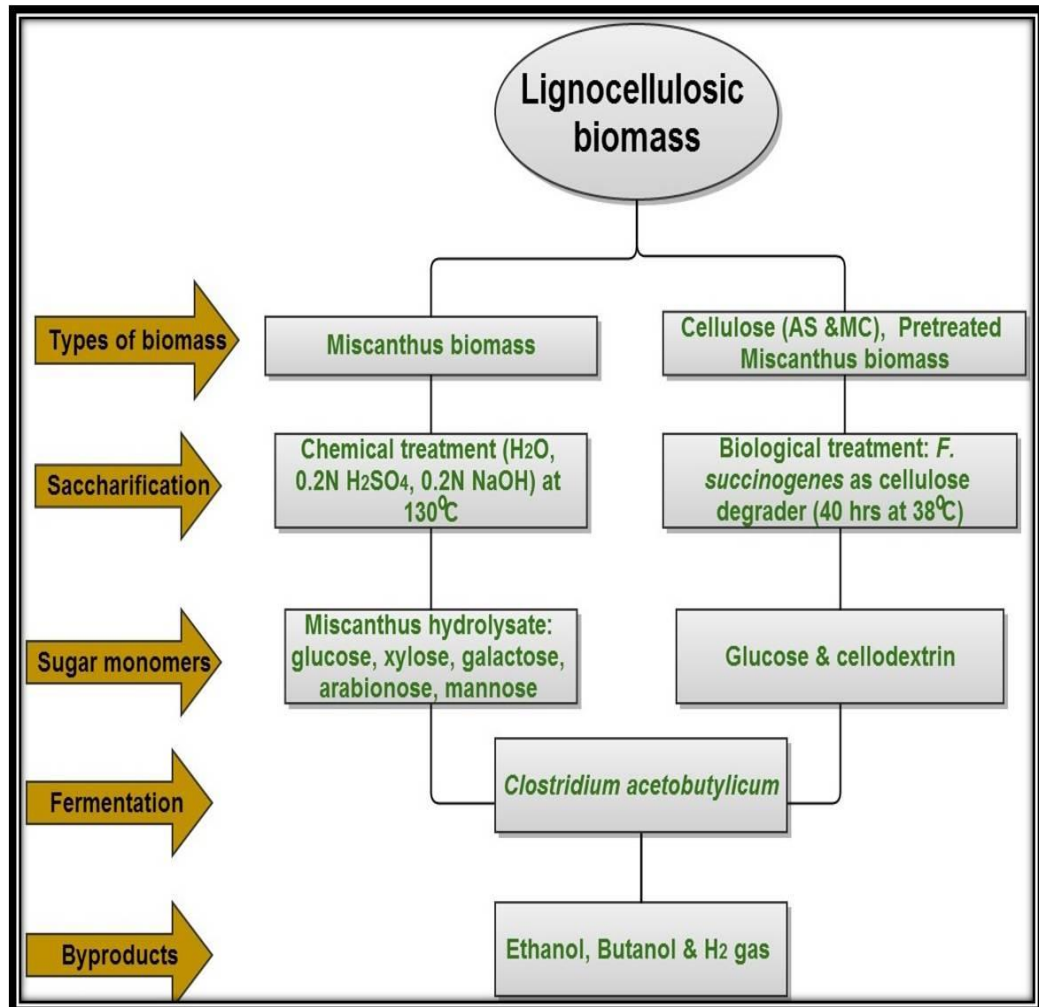 Lignocellulosic
biomass
Types of biomass
Miscanthus biomass
Cellulose (AS &MC),  Pretreated
Miscanthus biomass
Saccharification
Chemical treatment (H2O,
0.2N H2SO4, 0.2N NaOH) at
130⁰C
Biological treatment: F.
succinogenes as cellulose
degrader (40 hrs at 38⁰C)
Sugar monomers
Miscanthus hydrolysate:
glucose, xylose, galactose,
arabionose, mannose
Glucose & cellodextrin
Fermentation
Clostridium acetobutylicum
Byproducts
Ethanol, Butanol & H2 gas